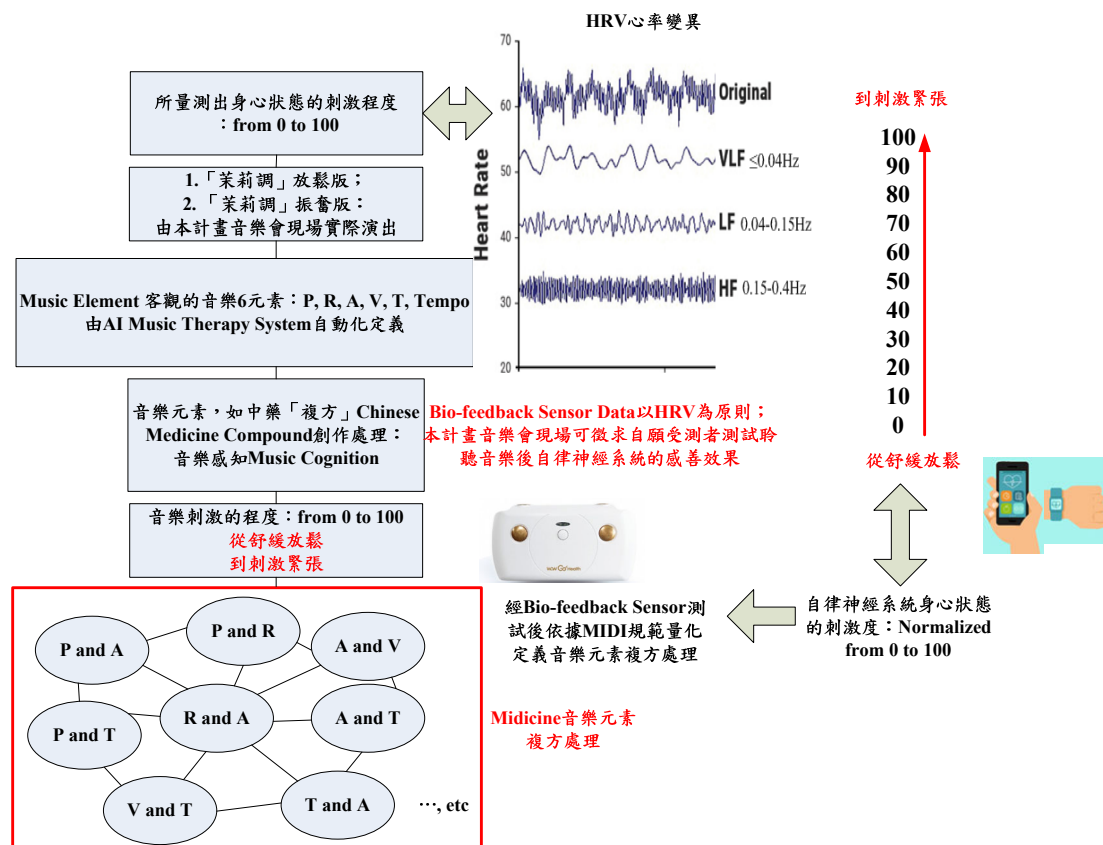 HRV心率變異
所量測出身心狀態的刺激程度
：from 0 to 100
1.「茉莉調」放鬆版；
2.「茉莉調」振奮版：
由本計畫音樂會現場實際演出
Music Element 客觀的音樂6元素：P, R, A, V, T, Tempo
由AI Music Therapy System自動化定義
音樂元素，如中藥「複方」Chinese
Medicine Compound創作處理：
音樂感知Music Cognition
音樂刺激的程度：from 0 to 100
從舒緩放鬆
到刺激緊張
P and A
P and R
A and V
P and T
R and A
A and T
V and T
T and A
…, etc
Midicine音樂元素
複方處理
Heart Rate
70
60
50
40
30
20
Original
VLF ≤0.04Hz
LF 0.04-0.15Hz
HF 0.15-0.4Hz
Bio-feedback Sensor Data以HRV為原則；
本計畫音樂會現場可徵求自願受測者測試聆
聽音樂後自律神經系統的感善效果
WOW Go Health
經Bio-feedback Sensor測
試後依據MIDI規範量化
定義音樂元素複方處理
到刺激緊張
100
90
80
70
60
50
40
30
20
10
0
從舒緩放鬆
自律神經系統身心狀態
的刺激度：Normalized
from 0 to 100